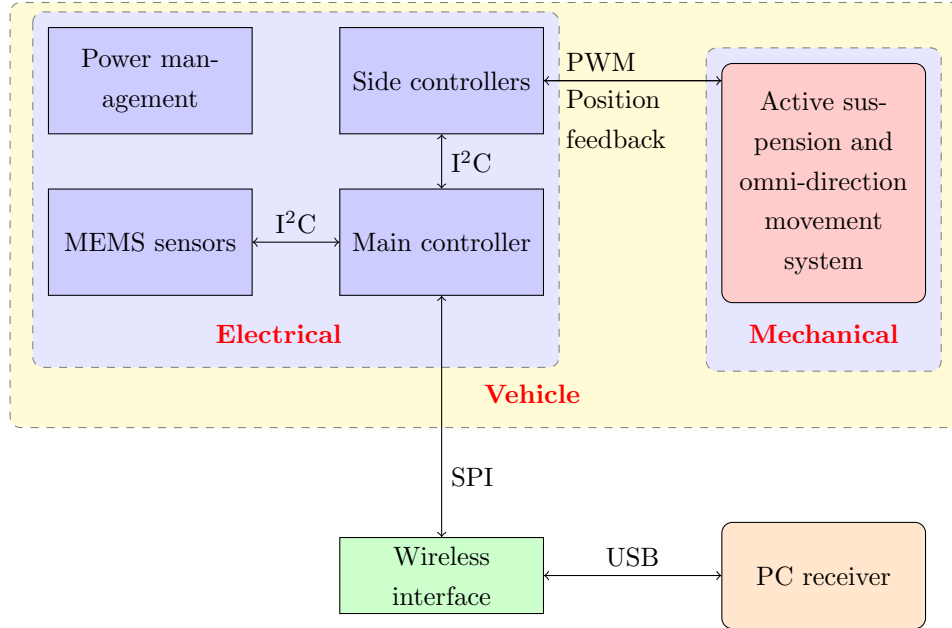 Power man-
agement
Side controllers
PWM
Position
feedback
Active sus-
pension and
omni-direction
movement
system
I²C
MEMS sensors
I²C
Main controller
Electrical
Mechanical
Vehicle
SPI
Wireless
interface
USB
PC receiver